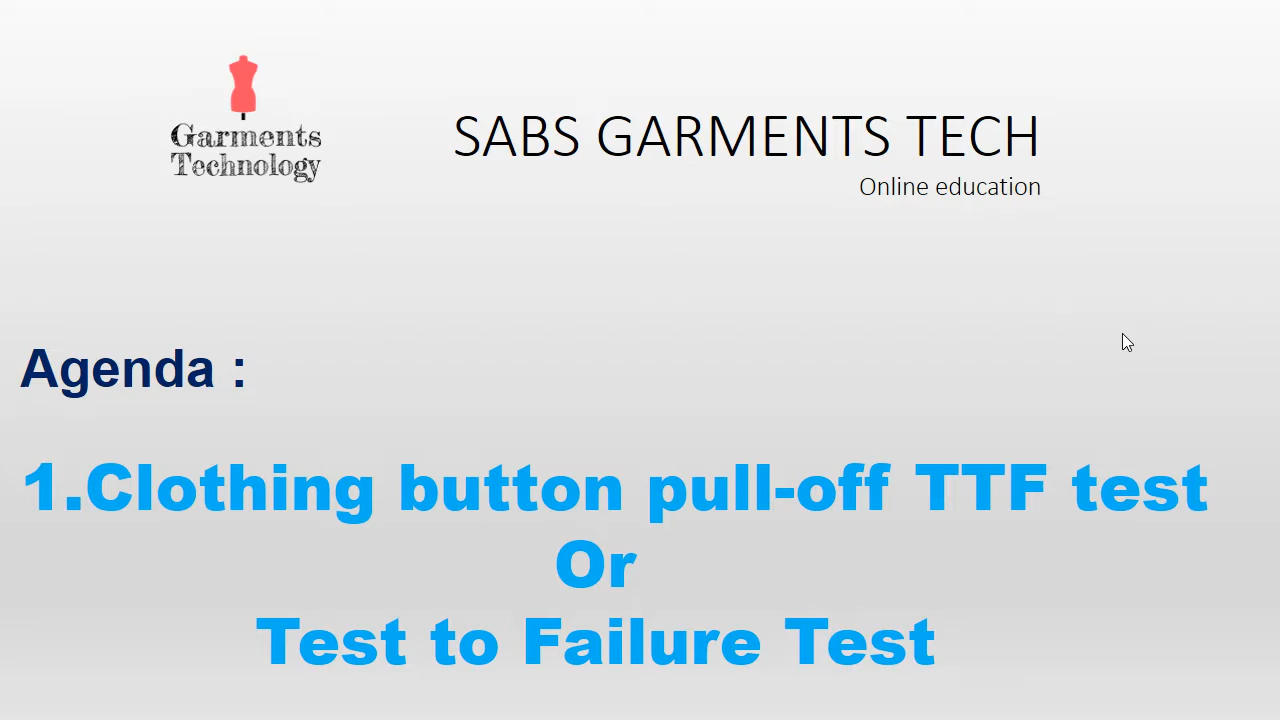 Garments
Technology
SABS GARMENTS TECH
Online education
Agenda :
1.Clothing button pull-off TTF test
Or
Test to Failure Test